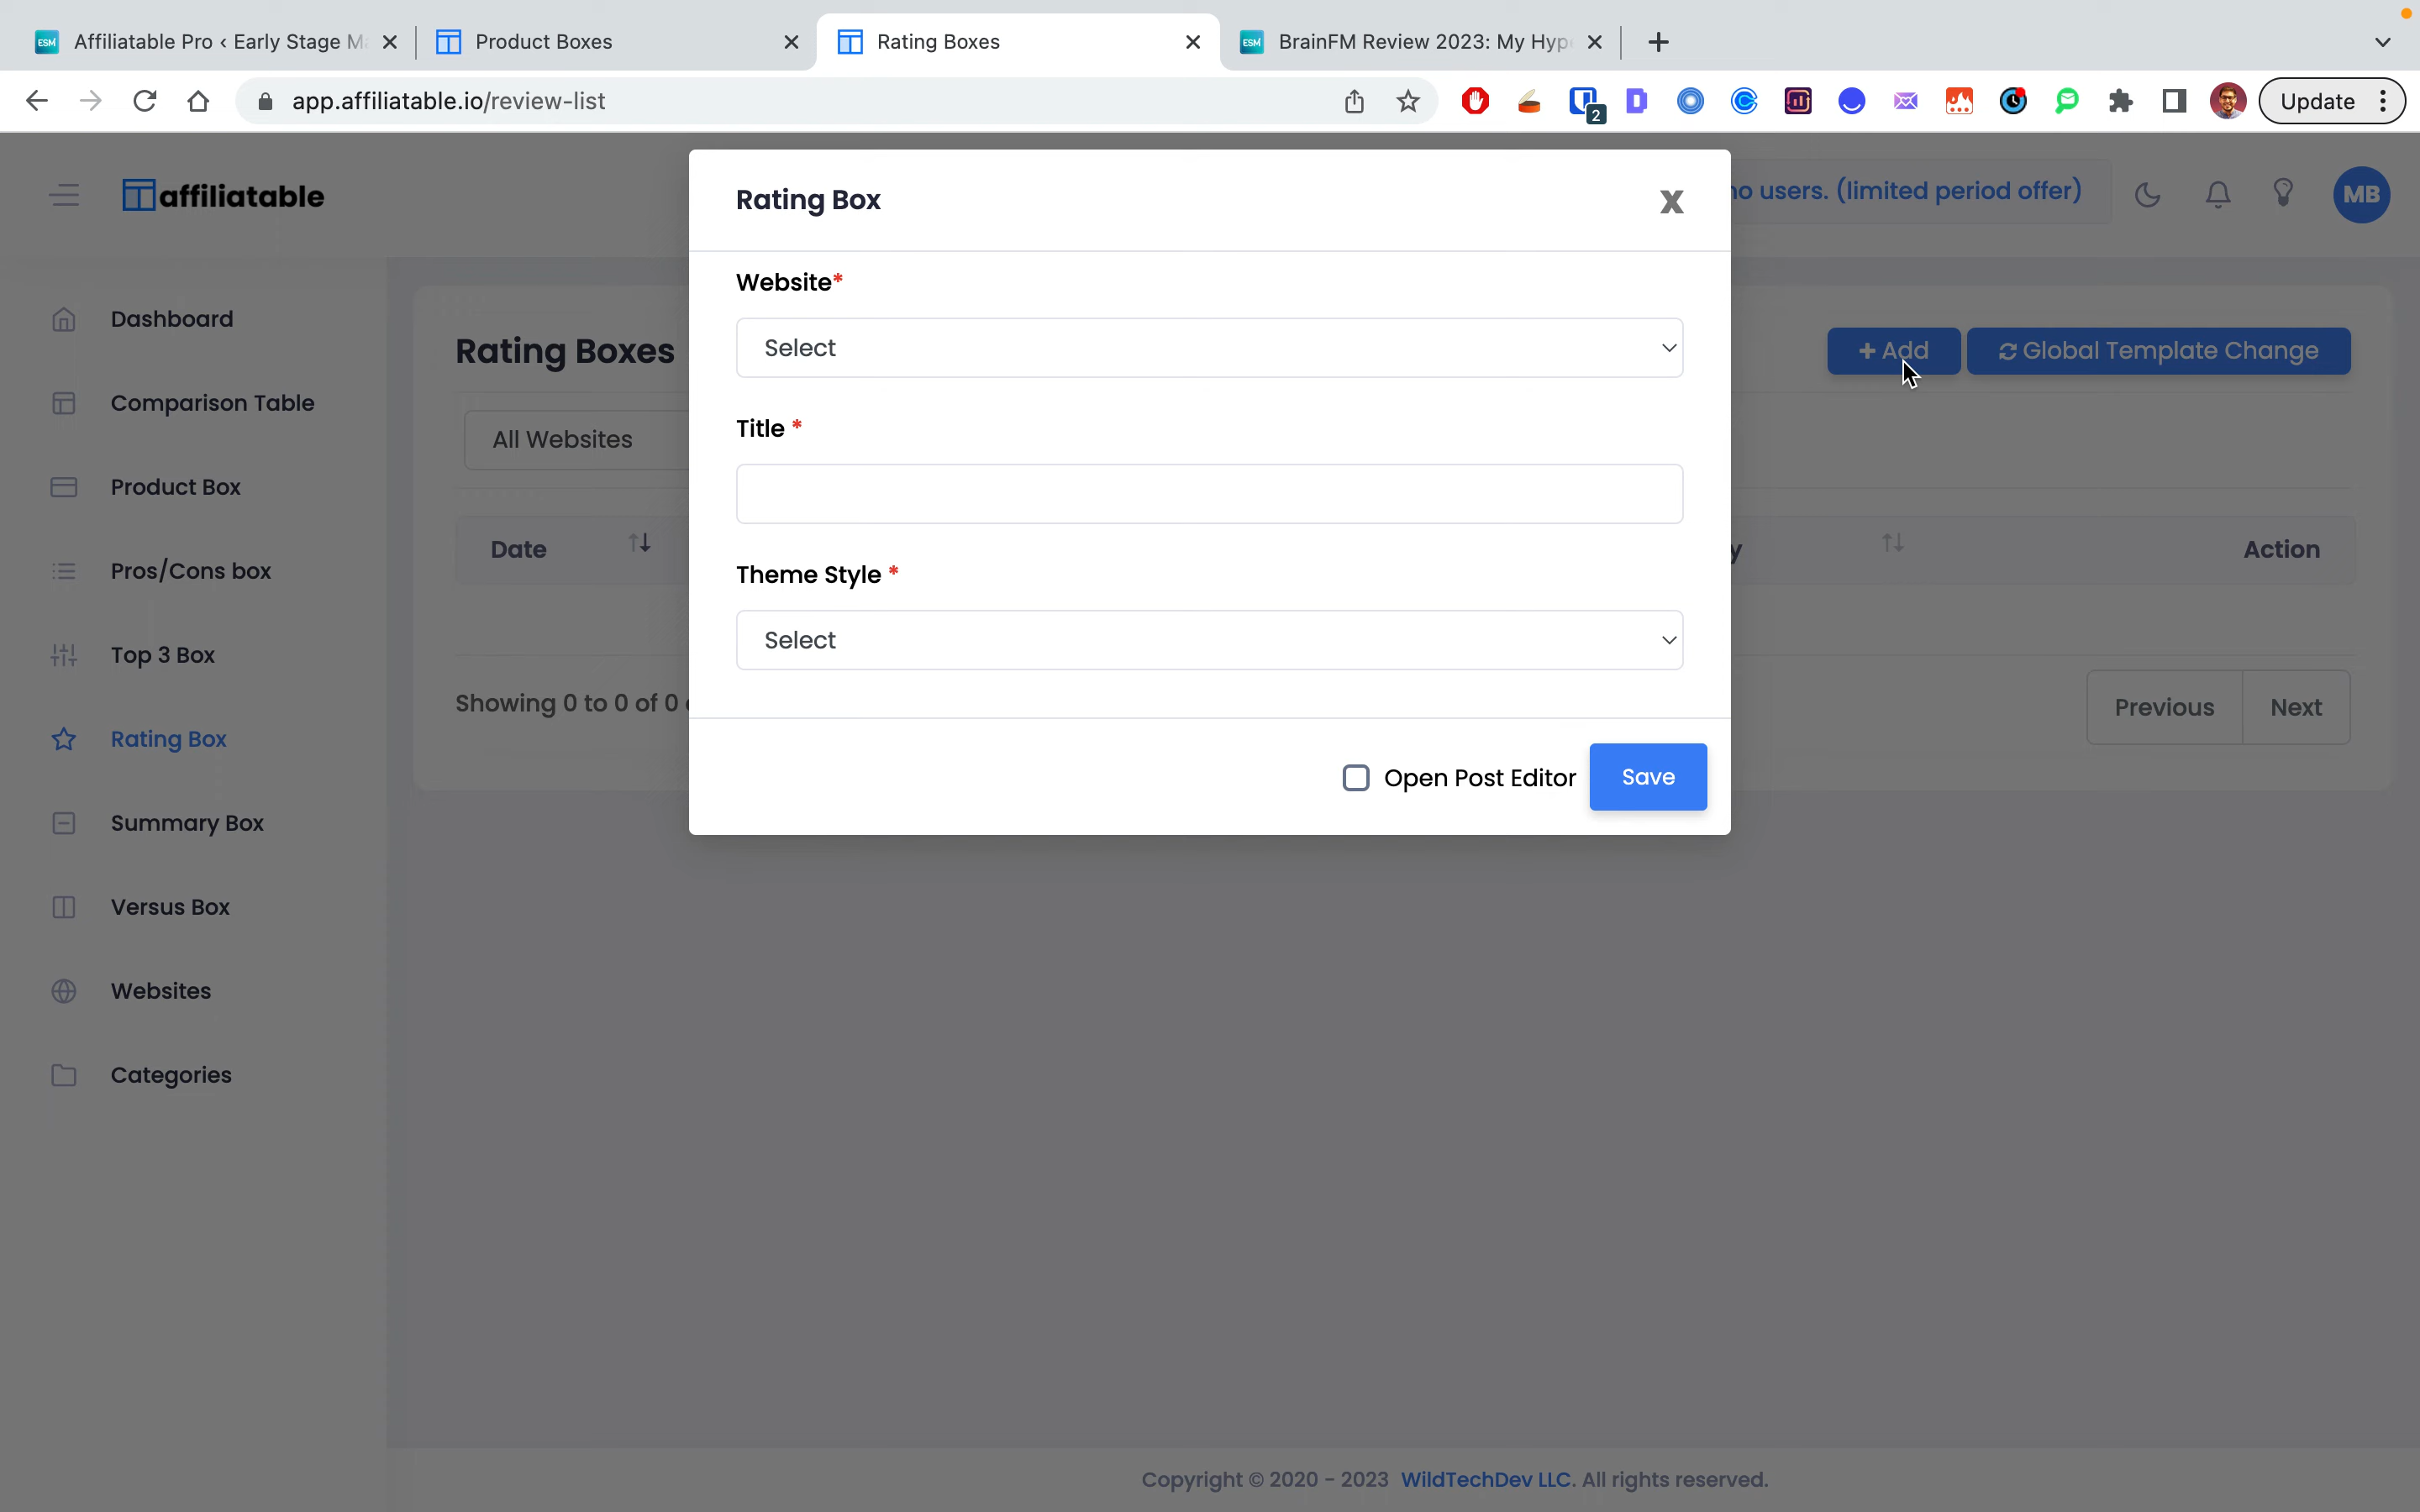 Affiliatable Pro ‹ Early Stage M
Product Boxes
Rating Boxes
BrainFM Review 2023: My Hyp
app.affiliatable.io/review-list
2
Update
affiliatable
no users. (limited period offer)
MB
Rating Box
X
Website*
Select
Title *
Theme Style *
Select
Open Post Editor
Save
Dashboard
Comparison Table
Product Box
Pros/Cons box
Top 3 Box
Rating Box
Summary Box
Versus Box
Websites
Categories
Rating Boxes
+ Add
Global Template Change
All Websites
Date
y
Action
Showing 0 to 0 of 0
Previous
Next
Copyright © 2020 - 2023 WildTechDev LLC. All rights reserved.